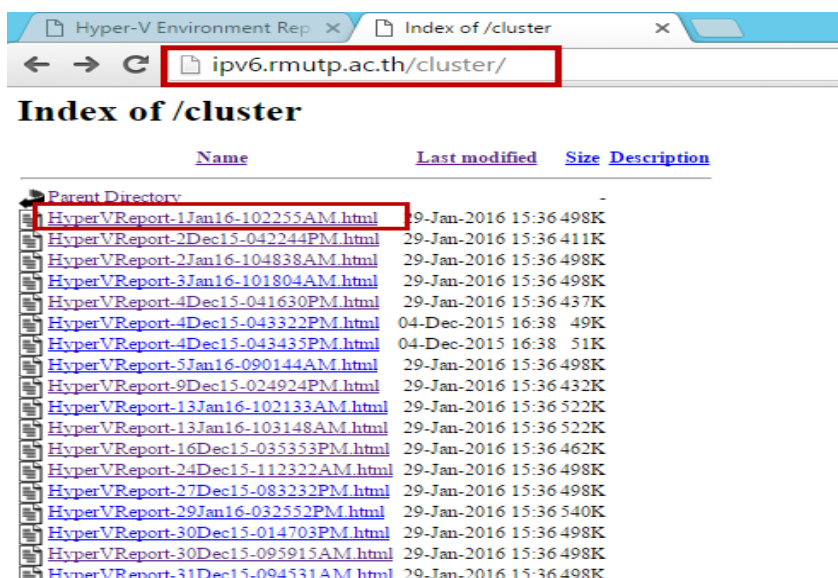 Hyper-V Environment Rep Index of /cluster
ipv6.rmutp.ac.th/cluster/
Index of /cluster
Name Last modified Size Description
Parent Directory -
HyperVReport-1Jan16-102255AM.html 29-Jan-2016 15:36 498K
HyperVReport-2Dec15-042244PM.html 29-Jan-2016 15:36 411K
HyperVReport-2Jan16-104838AM.html 29-Jan-2016 15:36 498K
HyperVReport-3Jan16-101804AM.html 29-Jan-2016 15:36 498K
HyperVReport-4Dec15-041630PM.html 29-Jan-2016 15:36 437K
HyperVReport-4Dec15-043322PM.html 04-Dec-2015 16:38 49K
HyperVReport-4Dec15-043435PM.html 04-Dec-2015 16:38 51K
HyperVReport-5Jan16-090144AM.html 29-Jan-2016 15:36 498K
HyperVReport-9Dec15-024924PM.html 29-Jan-2016 15:36 432K
HyperVReport-13Jan16-102133AM.html 29-Jan-2016 15:36 522K
HyperVReport-13Jan16-103148AM.html 29-Jan-2016 15:36 522K
HyperVReport-16Dec15-035353PM.html 29-Jan-2016 15:36 462K
HyperVReport-24Dec15-112322AM.html 29-Jan-2016 15:36 498K
HyperVReport-27Dec15-083232PM.html 29-Jan-2016 15:36 498K
HyperVReport-29Jan16-032552PM.html 29-Jan-2016 15:36 540K
HyperVReport-30Dec15-014703PM.html 29-Jan-2016 15:36 498K
HyperVReport-30Dec15-095915AM.html 29-Jan-2016 15:36 498K
HyperVReport-31Dec15-094531AM.html 29-Jan-2016 15:36 498K